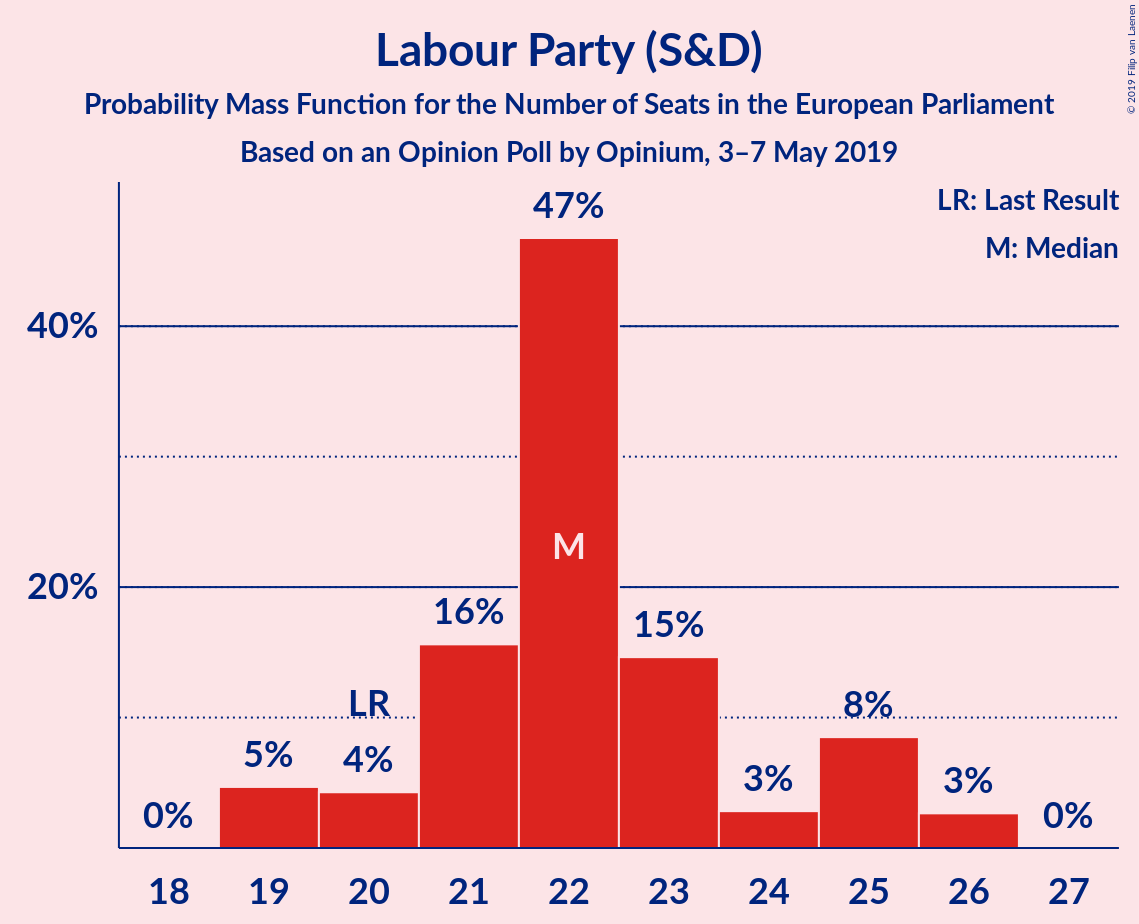 Labour Party (S&D)
Probability Mass Function for the Number of Seats in the European Parliament
Based on an Opinion Poll by Opinium, 3–7 May 2019
© 2019 Filip van Laenen
LR: Last Result
M: Median
40%
20%
0%
5%
LR
4%
16%
47%
M
15%
3%
8%
3%
0%
18 19 20 21 22 23 24 25 26 27